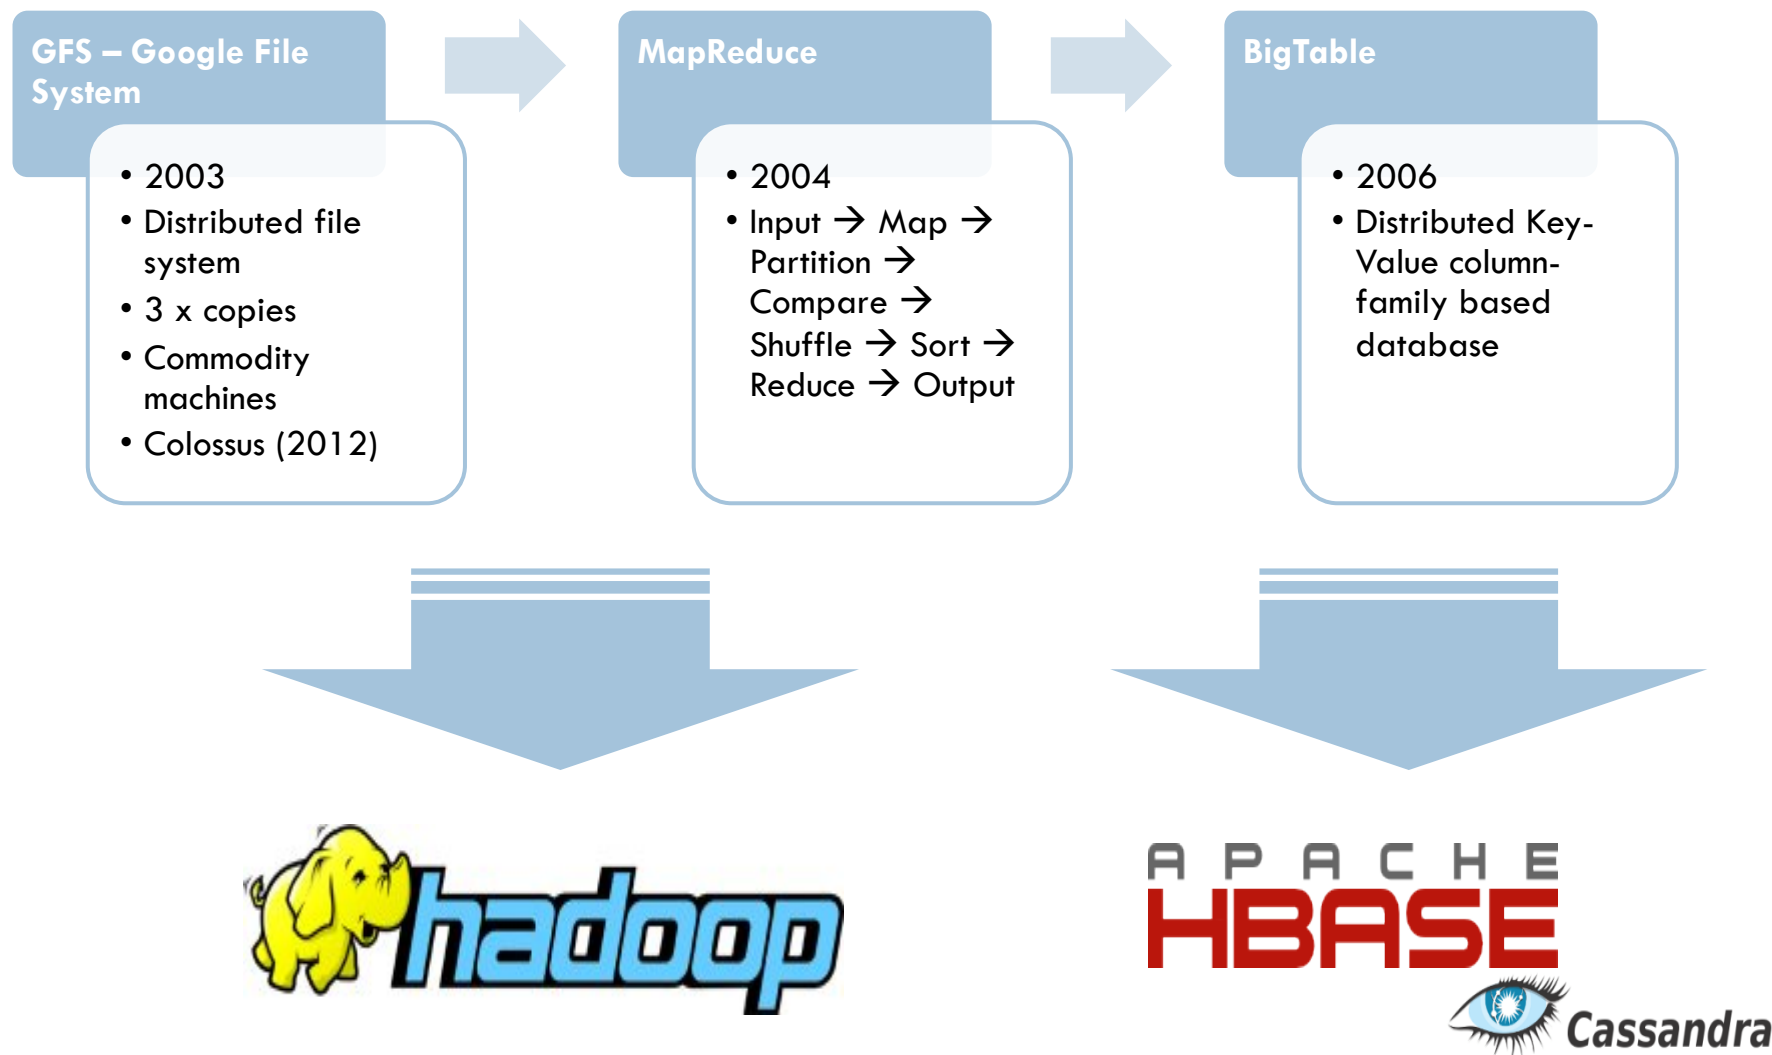 GFS – Google File
System
• 2003
• Distributed file
system
• 3 x copies
• Commodity
machines
• Colossus (2012)
MapReduce
• 2004
• Input → Map →
Partition →
Compare →
Shuffle → Sort →
Reduce → Output
BigTable
• 2006
• Distributed Key-
Value column-
family based
database
hadoop
APACHE
HBASE
Cassandra